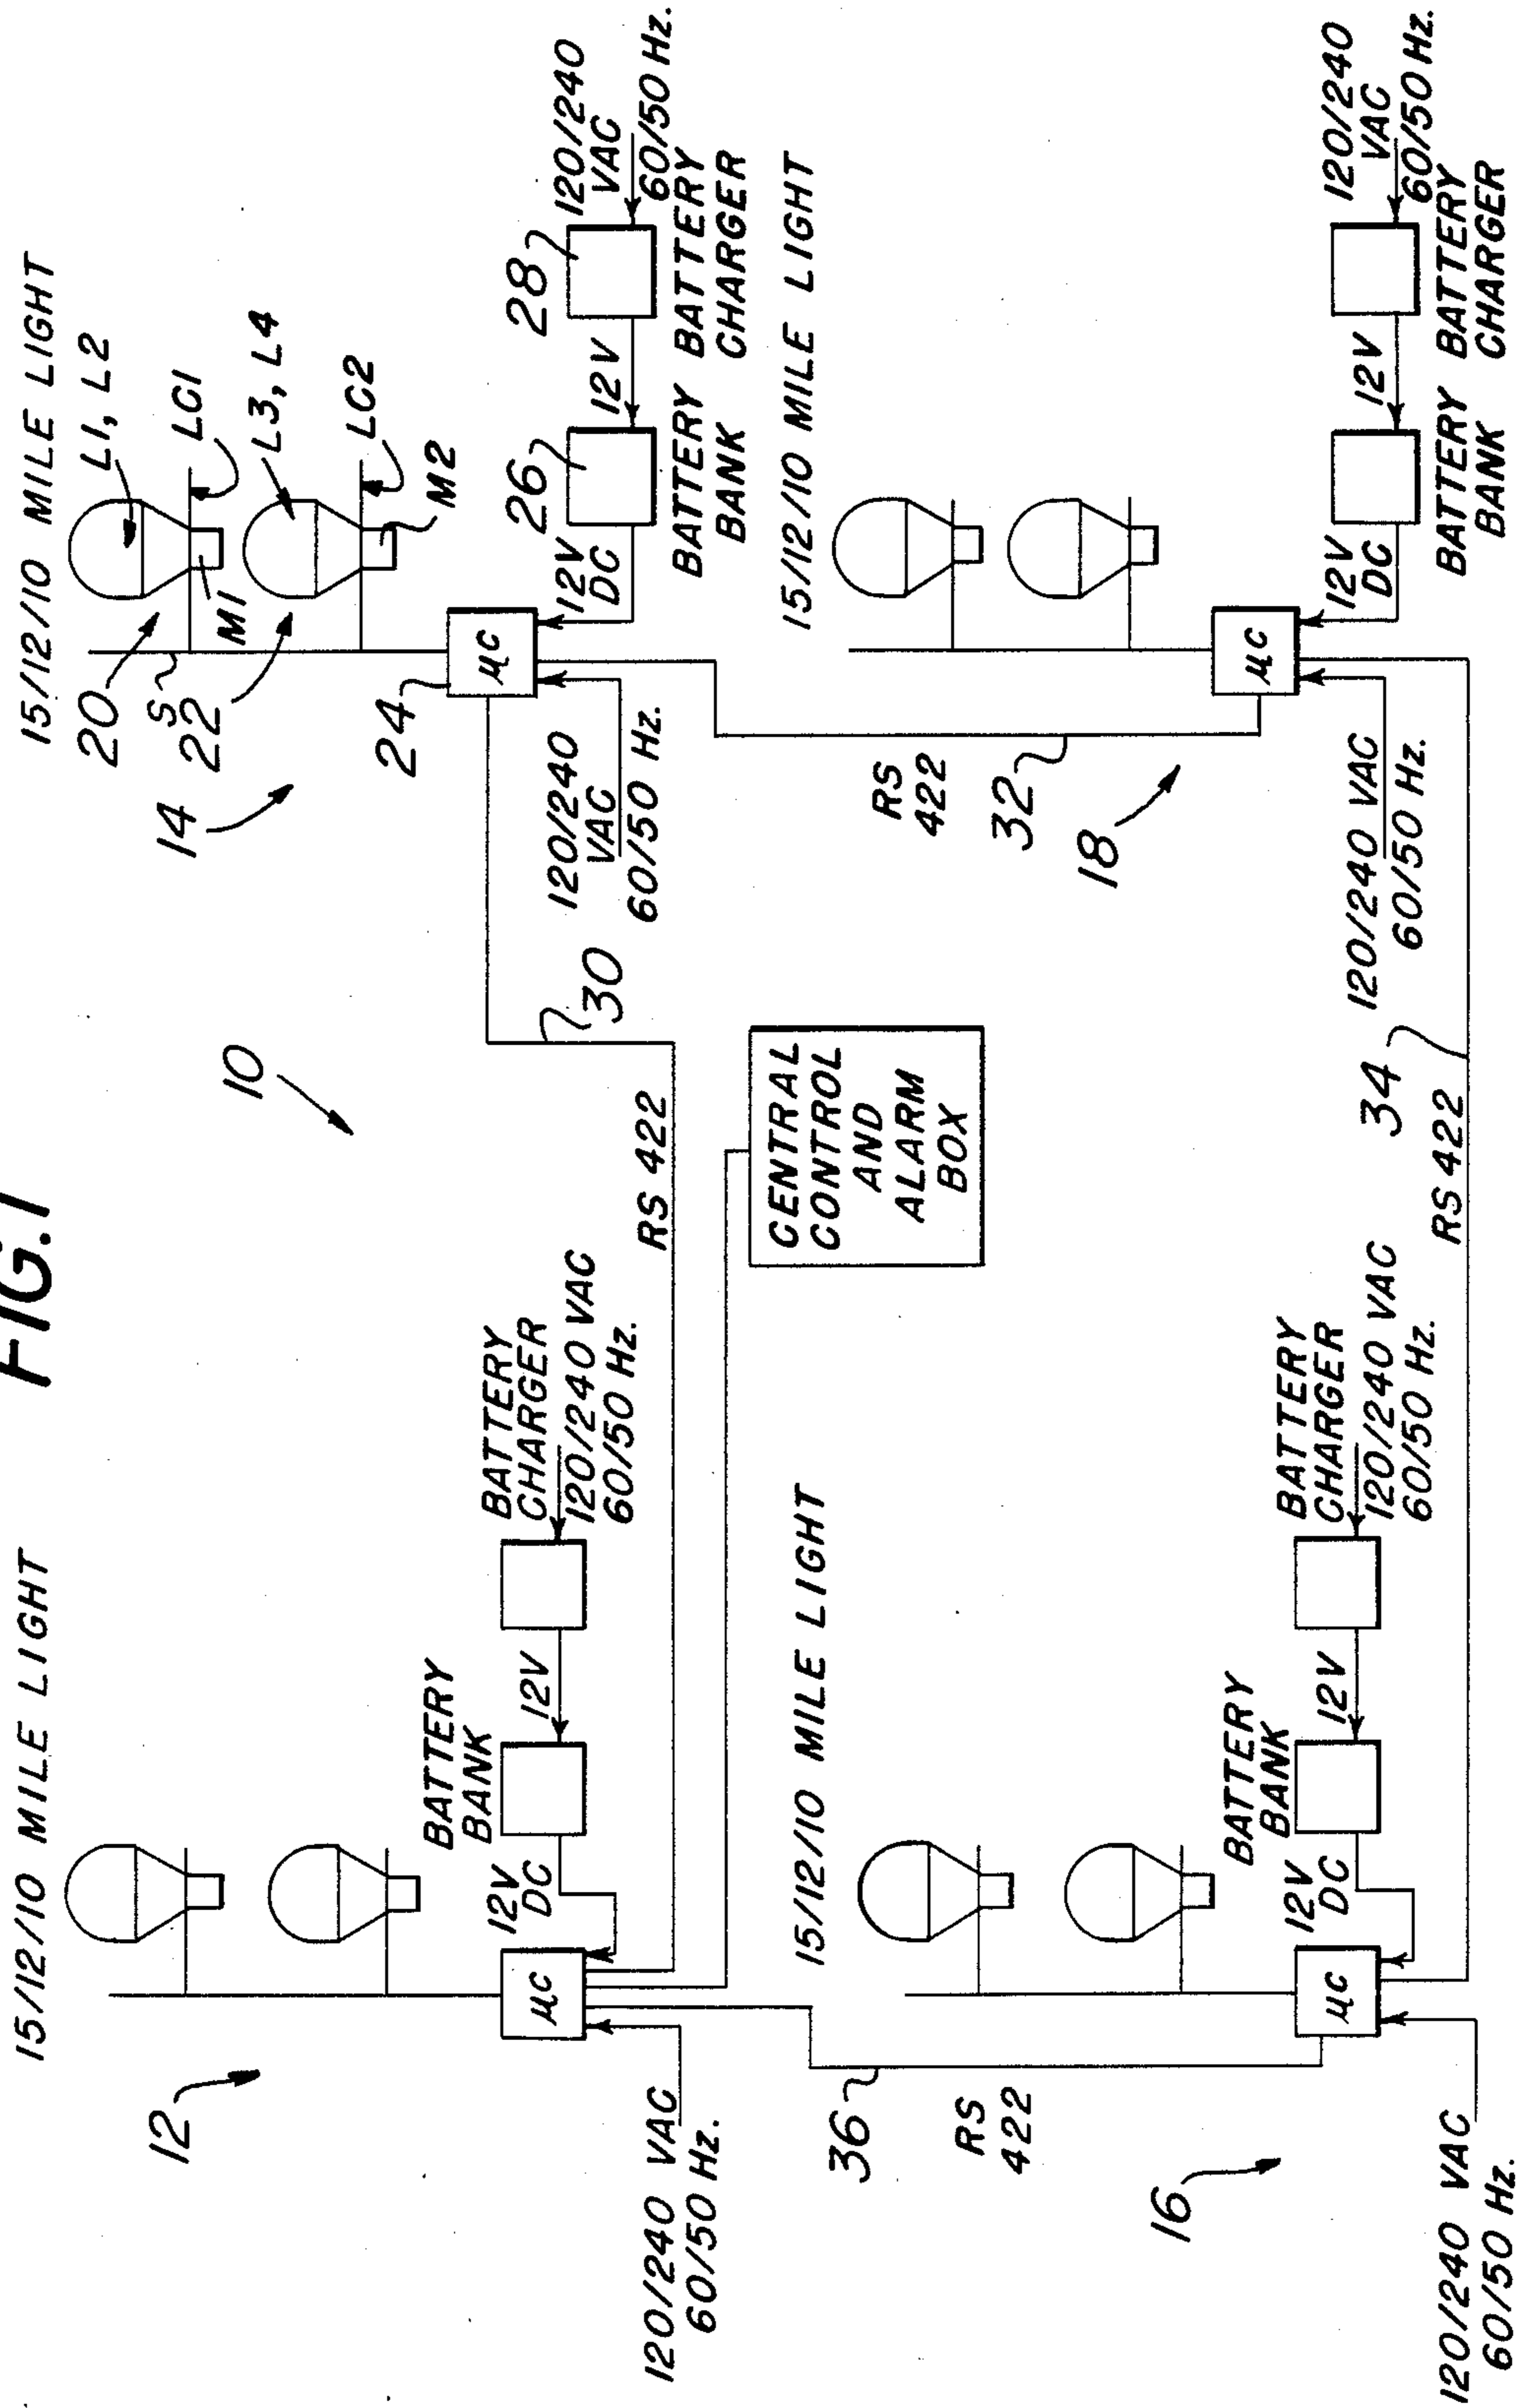 FIG.1
10
15/12/10 MILE LIGHT
12
BATTERY
BANK
BATTERY
CHARGER
12V
DC
12V
120/240 VAC
60/50 Hz.
μC
120/240 VAC
60/50 Hz.
RS 422
30
15/12/10 MILE LIGHT
14
20
S
22
L1, L2
LC1
M1
L3, L4
LC2
M2
24
μC
26
28
12V
DC
12V
120/240
VAC
60/50 Hz.
BATTERY
BANK
BATTERY
CHARGER
120/240
VAC
60/50 Hz.
CENTRAL
CONTROL
AND
ALARM
BOX
15/12/10 MILE LIGHT
36
RS
422
16
BATTERY
BANK
BATTERY
CHARGER
12V
DC
12V
120/240 VAC
60/50 Hz.
μC
120/240 VAC
60/50 Hz.
RS 422
34
15/12/10 MILE LIGHT
RS
422
32
18
μC
12V
DC
12V
120/240
VAC
60/50 Hz.
BATTERY
BANK
BATTERY
CHARGER
120/240 VAC
60/50 Hz.